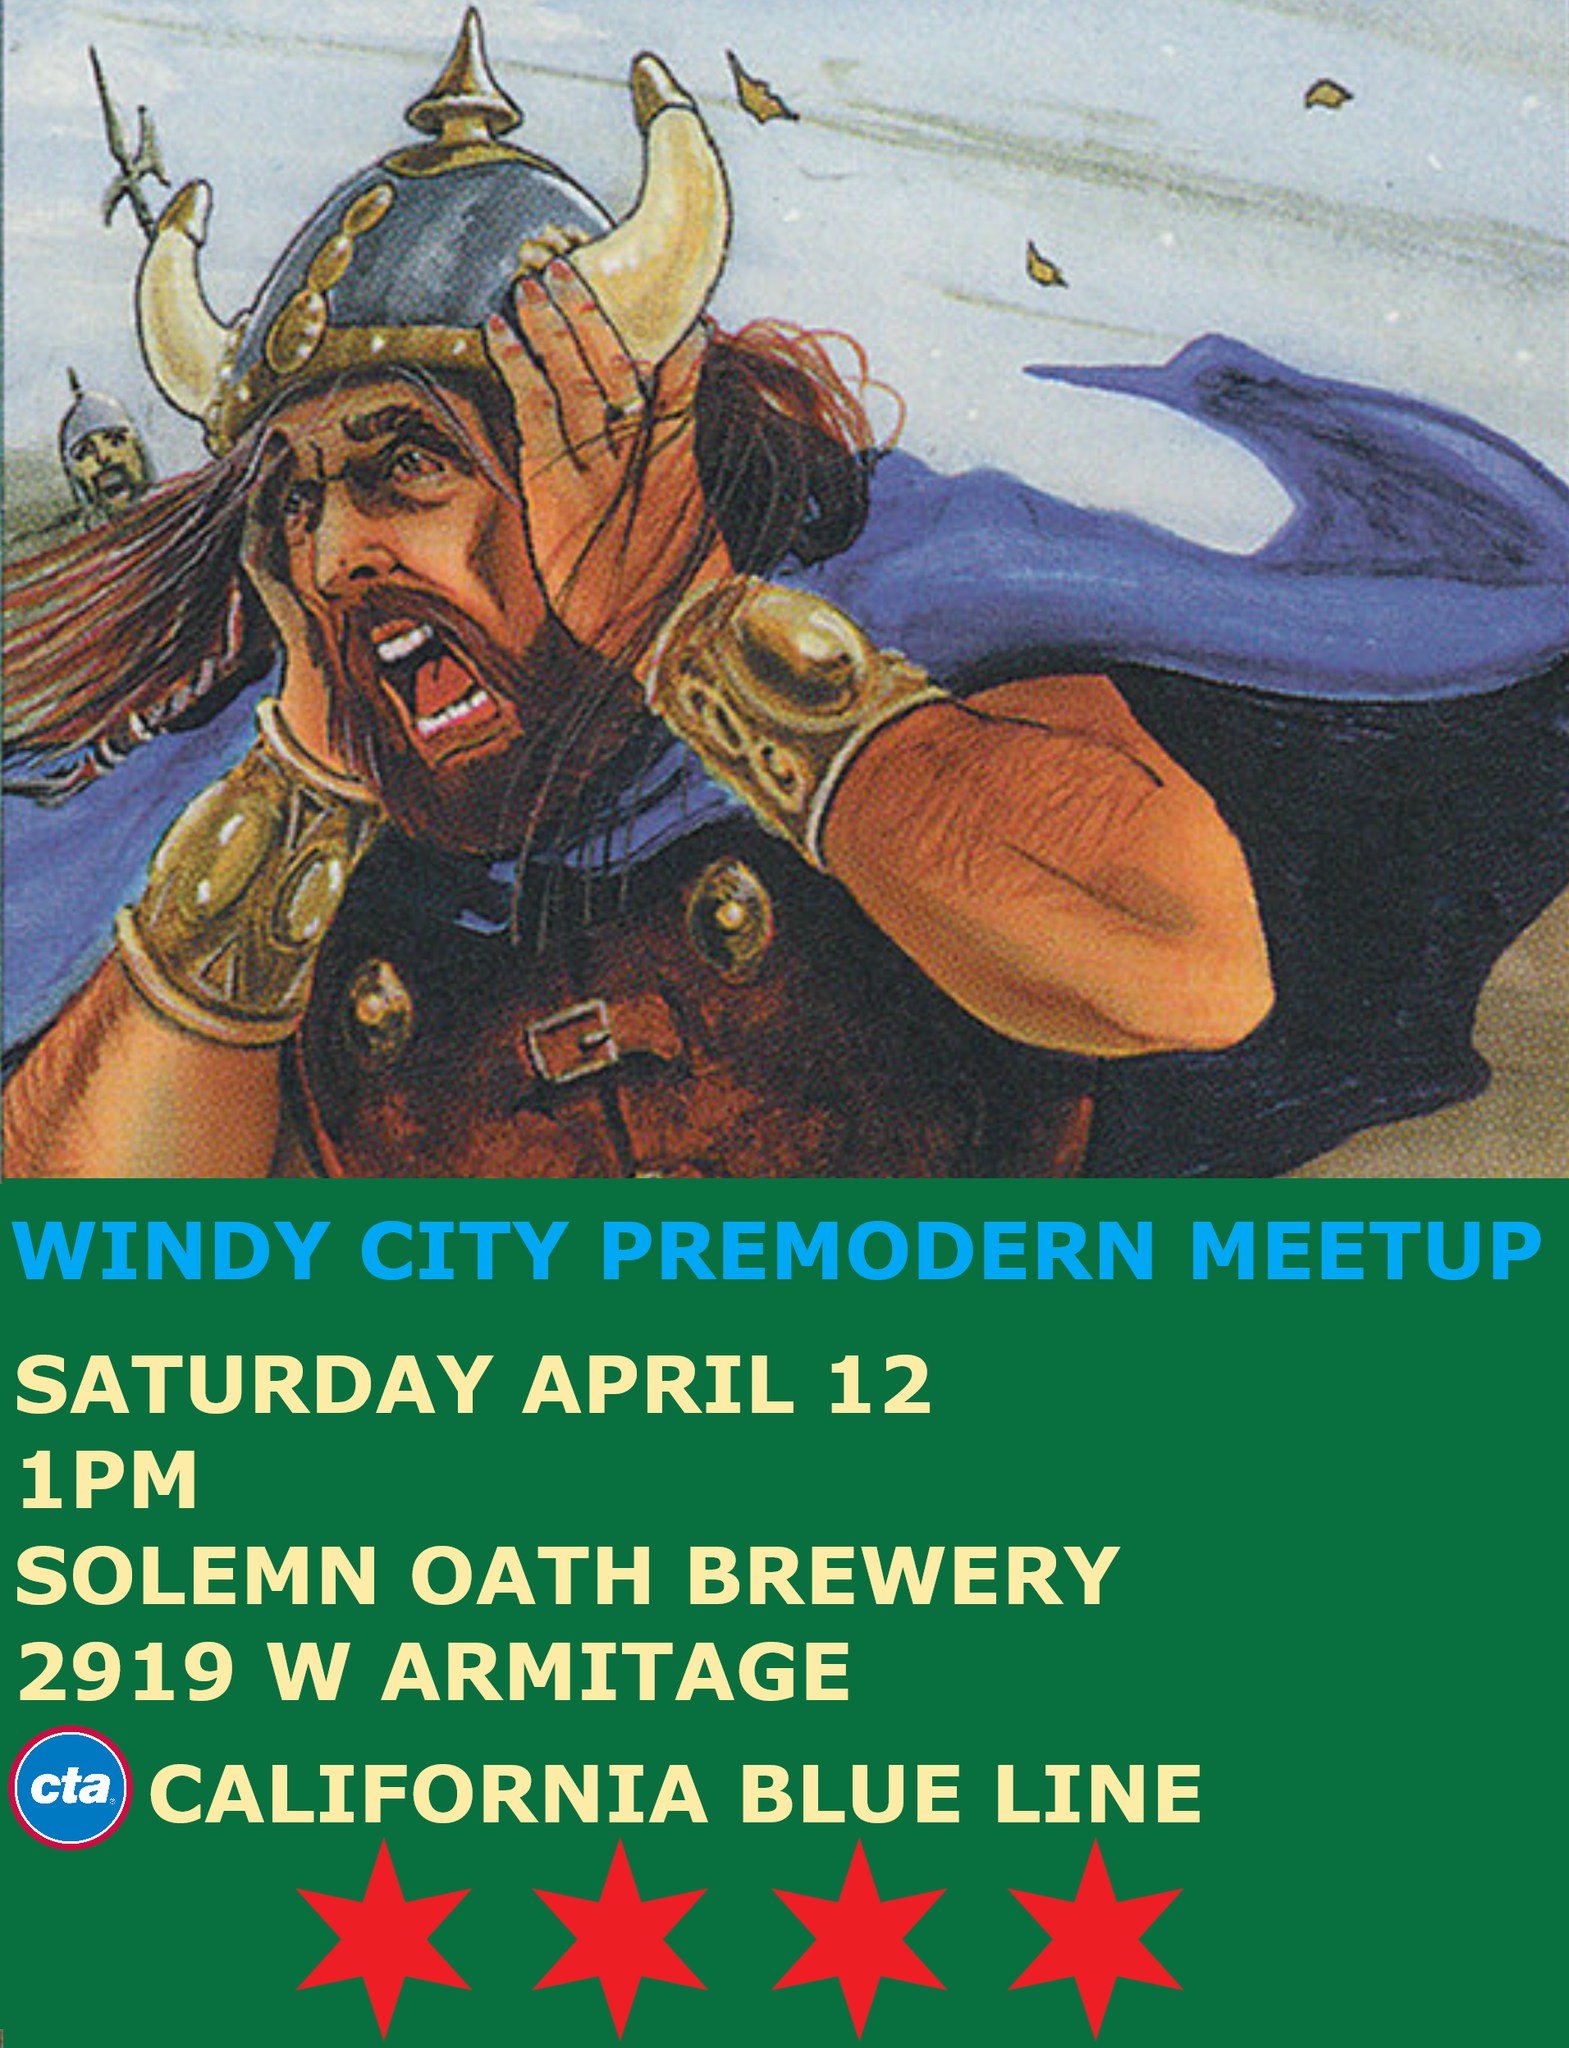 WINDY CITY PREMODERN MEETUP
SATURDAY APRIL 12
1PM
SOLEMN OATH BREWERY
2919 W ARMITAGE
cta CALIFORNIA BLUE LINE